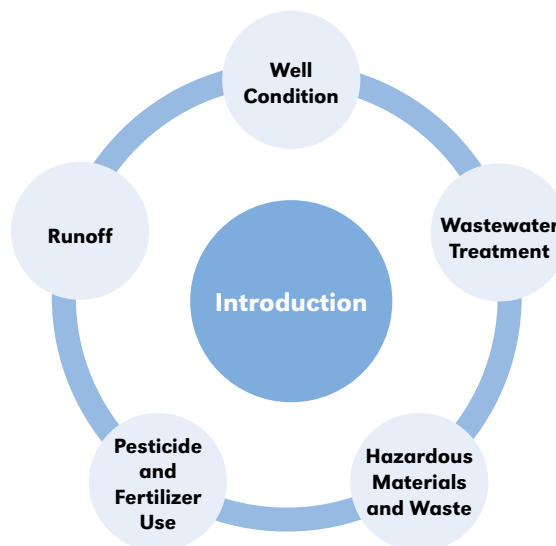 Well
Condition
Wastewater
Treatment
Runoff
Introduction
Pesticide
and
Fertilizer
Use
Hazardous
Materials
and Waste